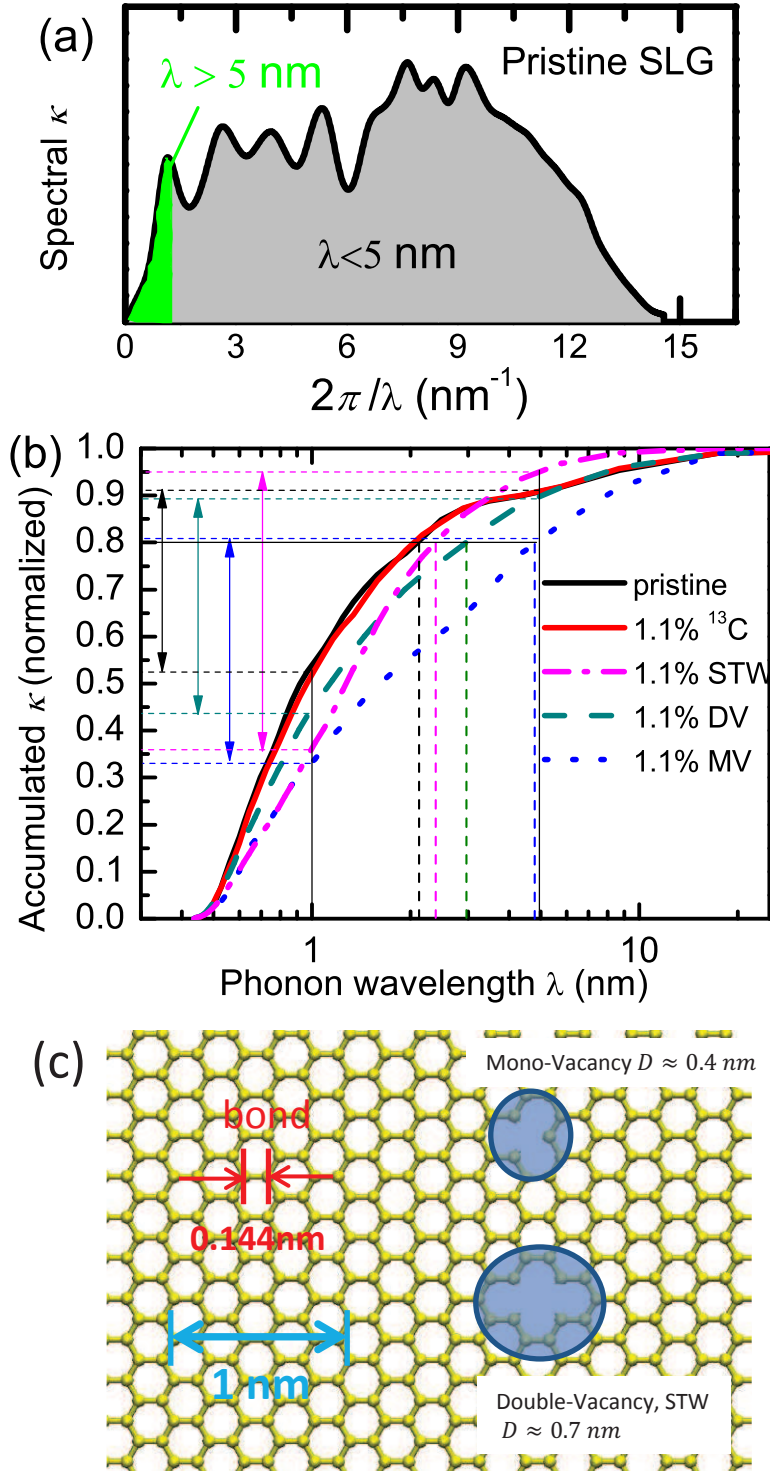 (a)
Pristine SLG
λ > 5 nm
λ<5 nm
Spectral κ
0 3 6 9 12 15
2π/λ (nm⁻¹)
(b)
1.0
0.9
0.8
0.7
0.6
0.5
0.4
0.3
0.2
0.1
0.0
Accumulated κ (normalized)
pristine
1.1% ¹³C
1.1% STW
1.1% DV
1.1% MV
1 10
Phonon wavelength λ (nm)
(c)
Mono-Vacancy D ≈ 0.4 nm
bond
0.144nm
1 nm
Double-Vacancy, STW
D ≈ 0.7 nm